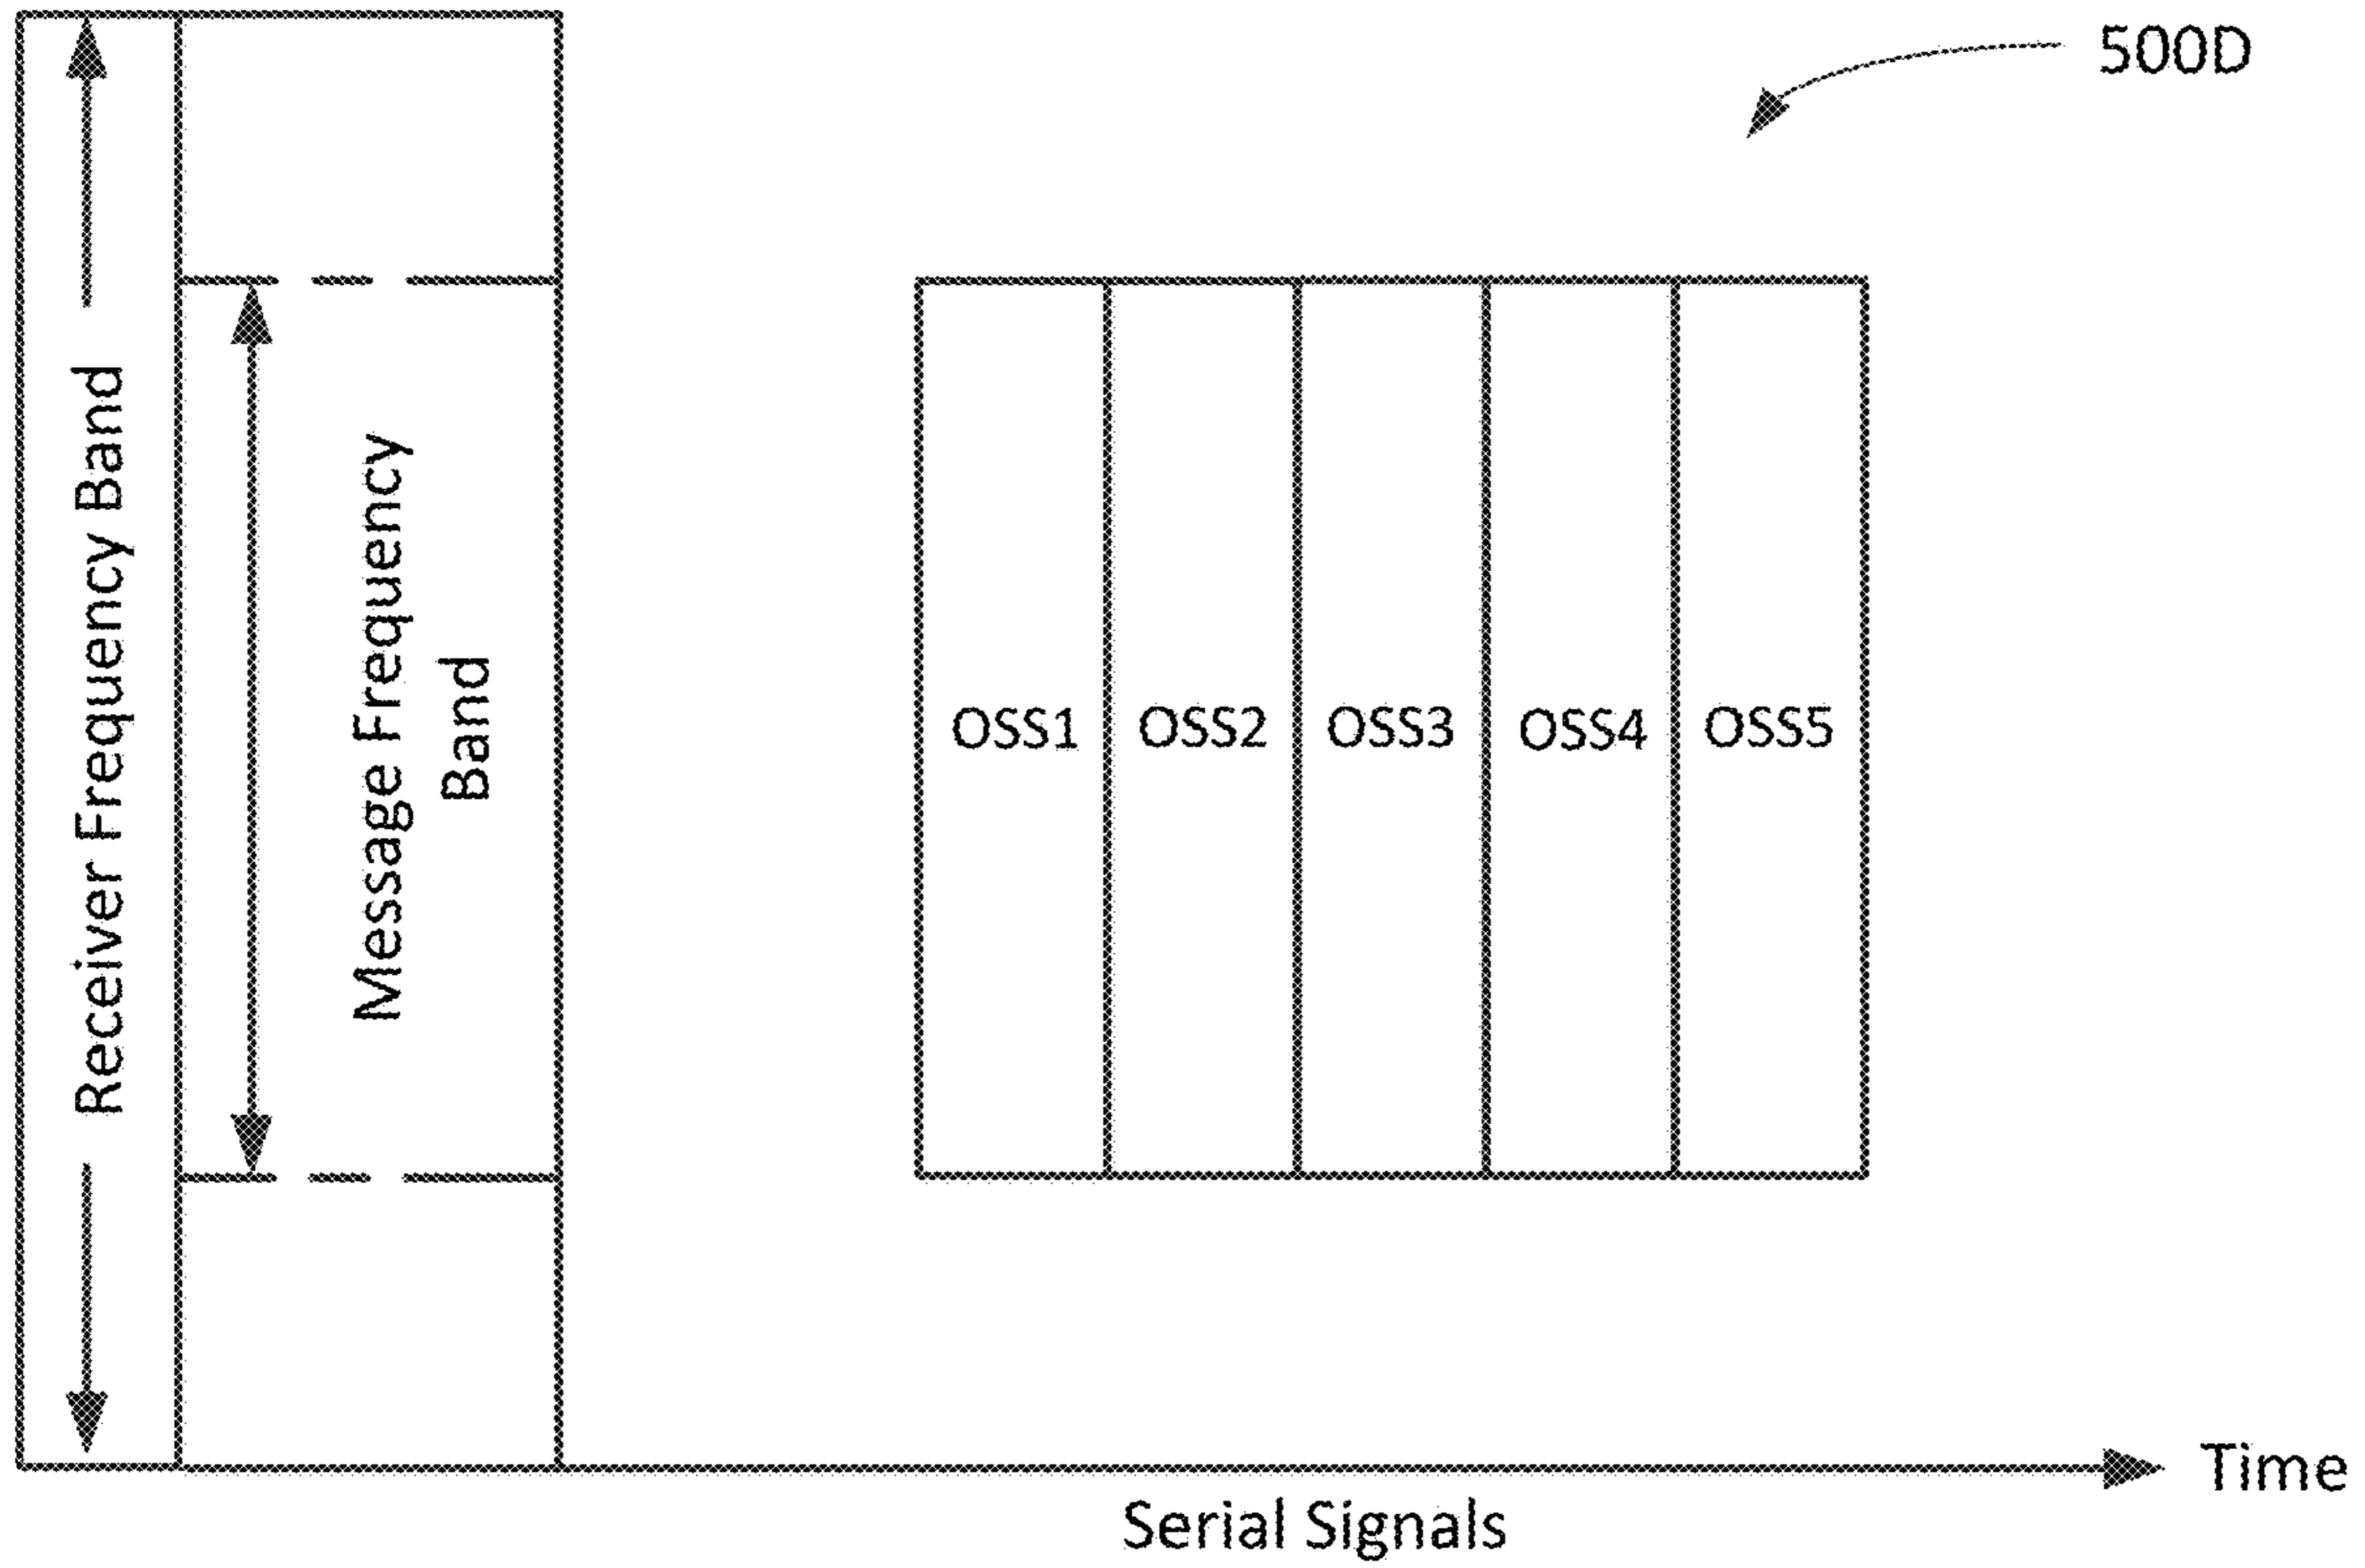 500D
Receiver Frequency Band
Message Frequency
Band
OSS1 OSS2 OSS3 OSS4 OSS5
Time
Serial Signals